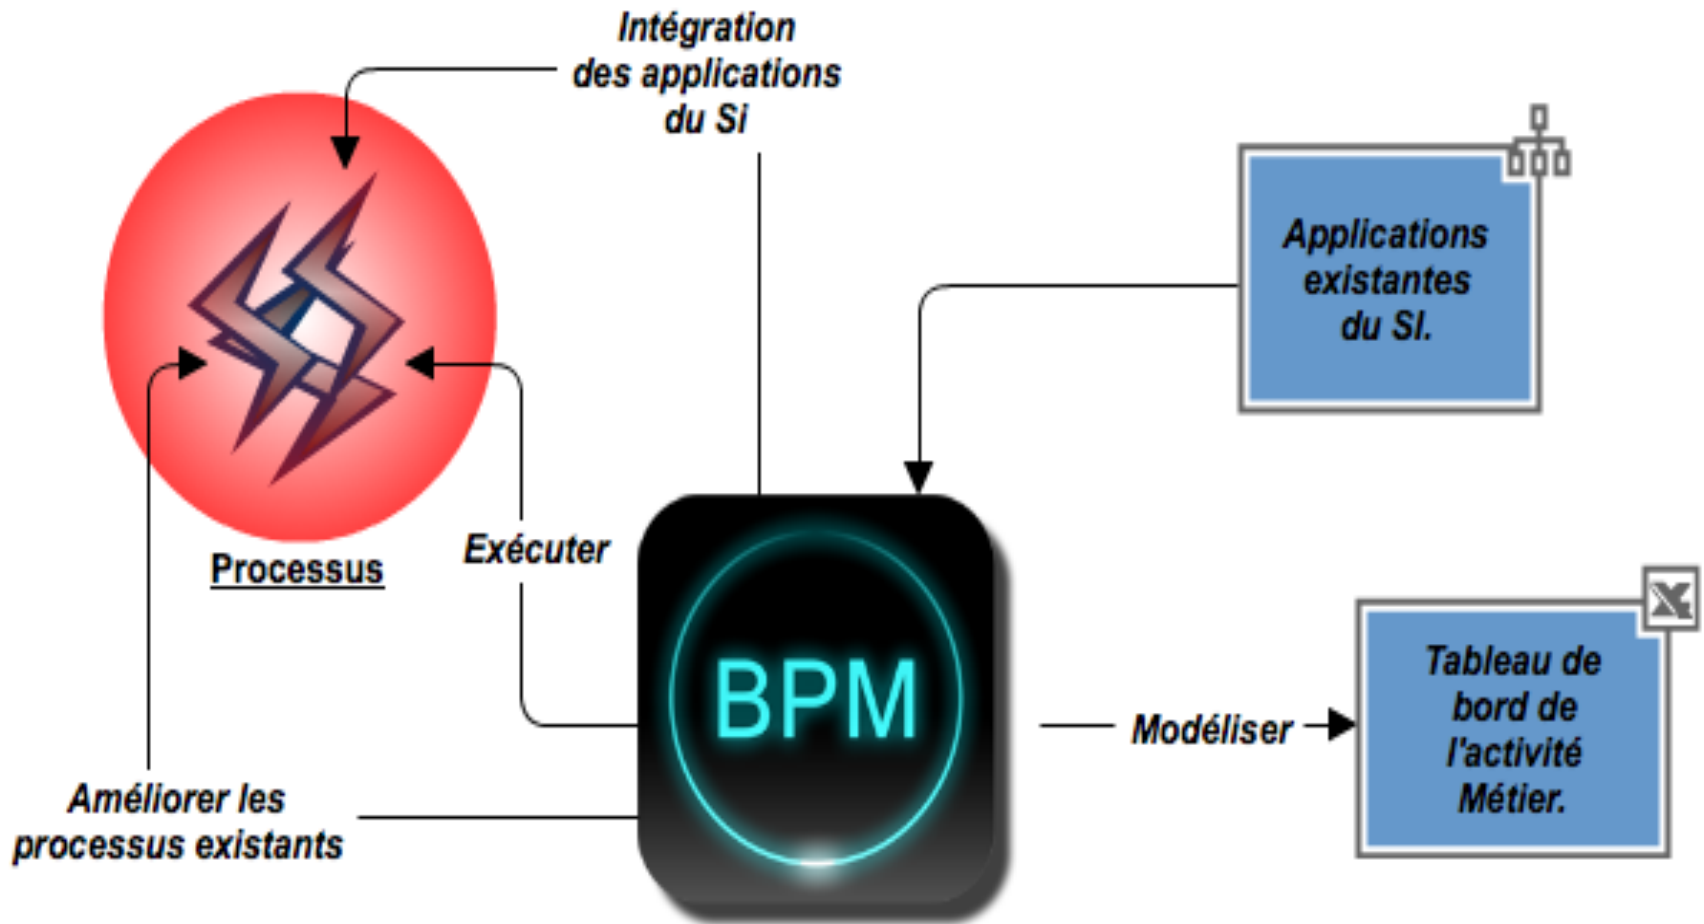 Intégration
des applications
du Si
Applications
existantes
du SI.
Processus
Exécuter
BPM
Modéliser
Tableau de
bord de
l'activité
Métier.
Améliorer les
processus existants